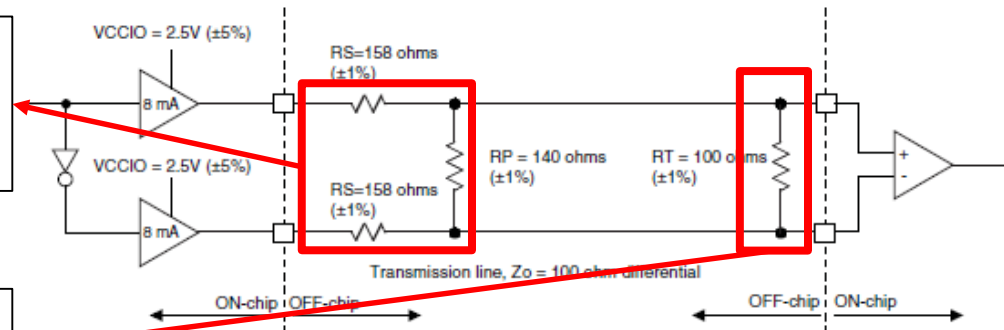 VCCIO = 2.5V (±5%)
RS=158 ohms
(±1%)
8 mA
VCCIO = 2.5V (±5%)
RP = 140 ohms
(±1%)
RT = 100 ohms
(±1%)
+
-
RS=158 ohms
(±1%)
8 mA
Transmission line, Zo = 100 ohm differential
ON-chip
OFF-chip
OFF-chip
ON-chip